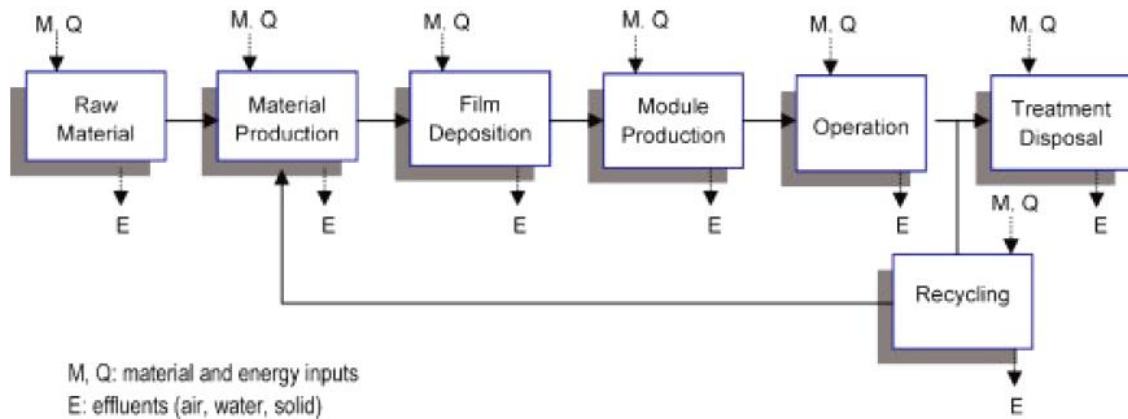 M, Q
M, Q
M, Q
M, Q
M, Q
M, Q
Raw
Material
Material
Production
Film
Deposition
Module
Production
Operation
Treatment
Disposal
E
E
E
E
E
E
M, Q
Recycling
E
M, Q: material and energy inputs
E: effluents (air, water, solid)